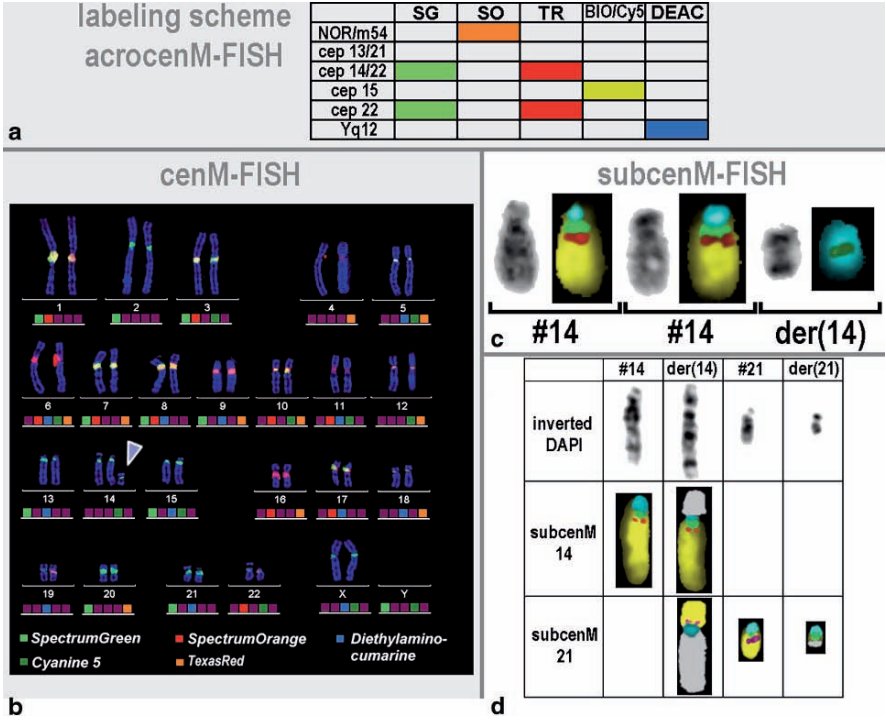 labeling scheme
acrocenM-FISH
SG SO TR BIO/Cy5 DEAC
NOR/m54
cep 13/21
cep 14/22
cep 15
cep 22
Yq12
a
cenM-FISH
1 2 3 4 5
6 7 8 9 10 11 12
13 14 15 16 17 18
19 20 21 22 X Y
SpectrumGreen SpectrumOrange Diethylamino-
cumarine
Cyanine 5 TexasRed
b
subcenM-FISH
c #14 #14 der(14)
#14 der(14) #21 der(21)
inverted
DAPI
subcenM
14
subcenM
21
d